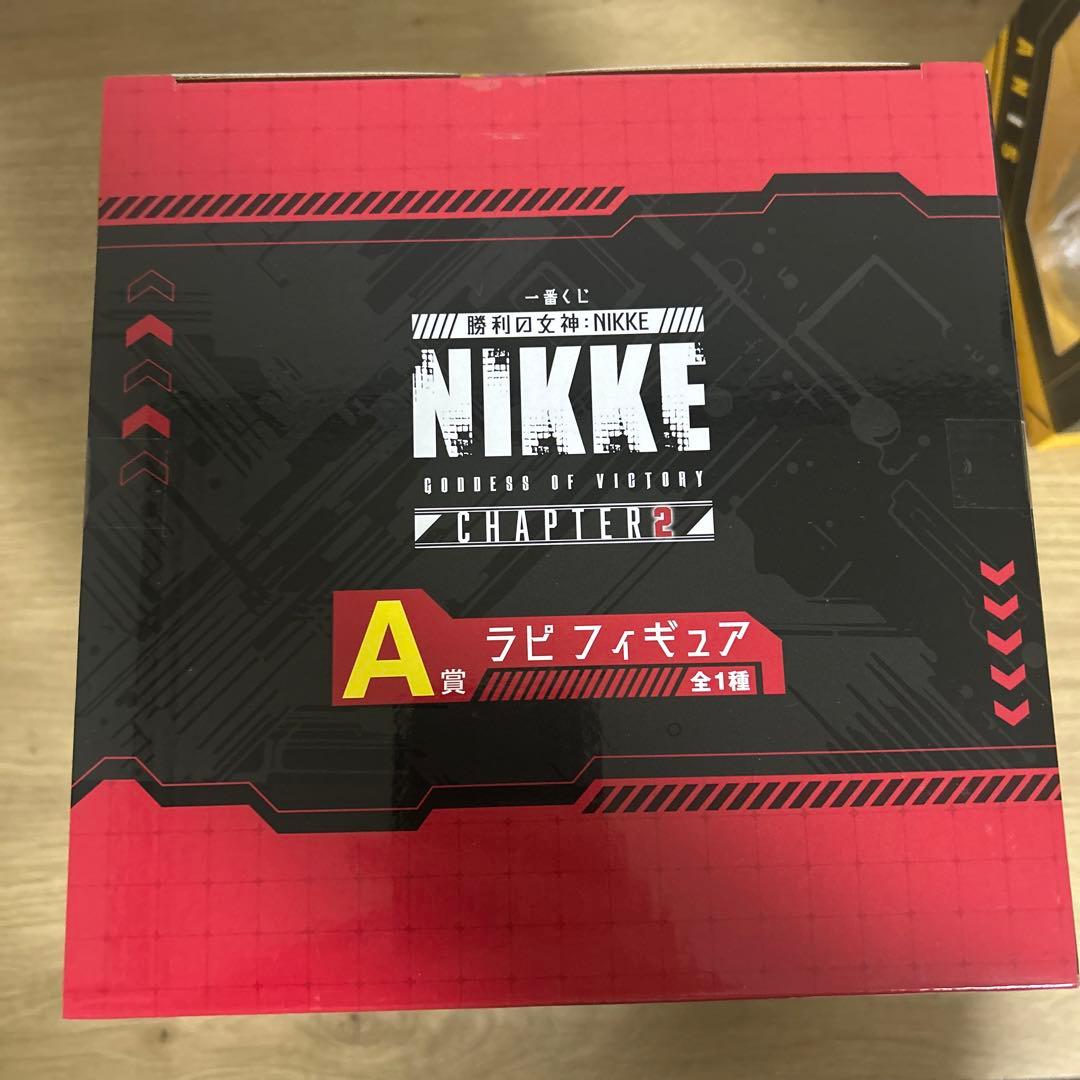 一番くじ
勝利の女神:NIKKE
NIKKE
GODDESS OF VICTORY
CHAPTER 2
A賞
ラピ フィギュア
全1種
ANIS